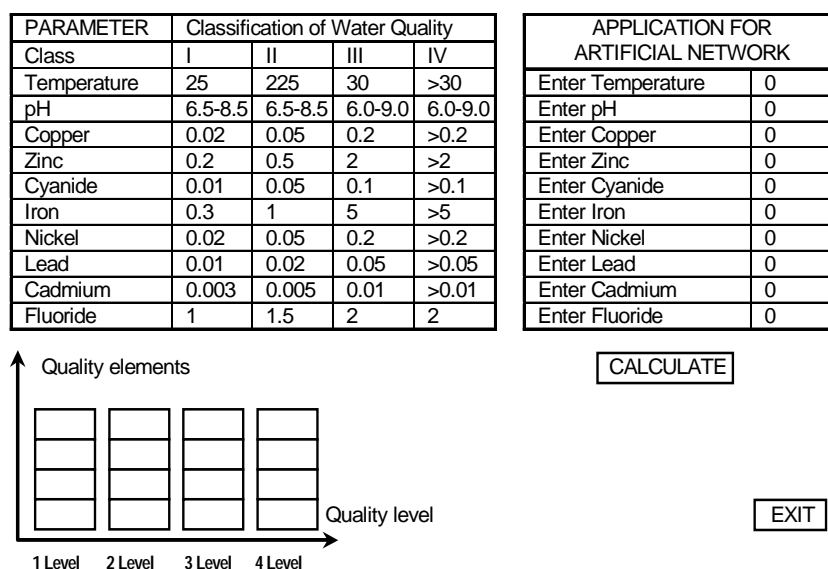 PARAMETER Classification of Water Quality
Class I II III IV
Temperature 25 225 30 >30
pH 6.5-8.5 6.5-8.5 6.0-9.0 6.0-9.0
Copper 0.02 0.05 0.2 >0.2
Zinc 0.2 0.5 2 >2
Cyanide 0.01 0.05 0.1 >0.1
Iron 0.3 1 5 >5
Nickel 0.02 0.05 0.2 >0.2
Lead 0.01 0.02 0.05 >0.05
Cadmium 0.003 0.005 0.01 >0.01
Fluoride 1 1.5 2 2
APPLICATION FOR
ARTIFICIAL NETWORK
Enter Temperature 0
Enter pH 0
Enter Copper 0
Enter Zinc 0
Enter Cyanide 0
Enter Iron 0
Enter Nickel 0
Enter Lead 0
Enter Cadmium 0
Enter Fluoride 0
Quality elements
CALCULATE
Quality level
EXIT
1 Level 2 Level 3 Level 4 Level